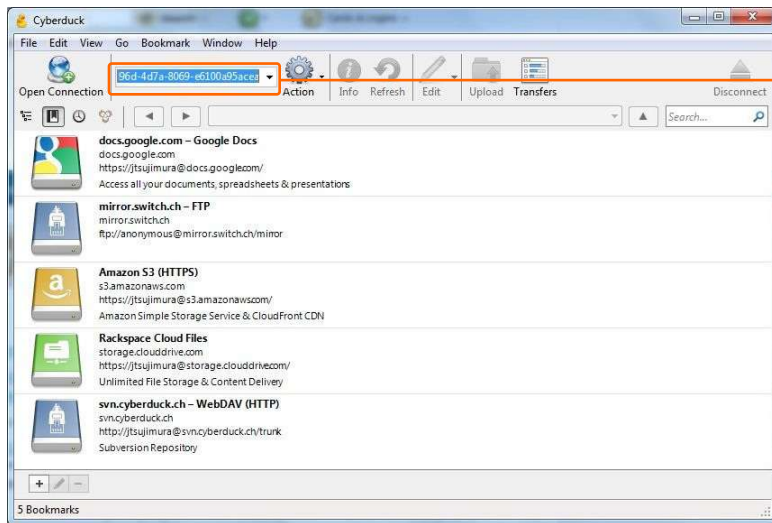 Cyberduck
File Edit View Go Bookmark Window Help
96d-4d7a-8069-e6100a95acea
Open Connection Action Info Refresh Edit Upload Transfers Disconnect
Search...
docs.google.com – Google Docs
docs.google.com
https://jtsujimura@docs.google.com/
Access all your documents, spreadsheets & presentations
mirror.switch.ch – FTP
mirror.switch.ch
ftp://anonymous@mirror.switch.ch/mirror
Amazon S3 (HTTPS)
s3.amazonaws.com
https://jtsujimura@s3.amazonaws.com/
Amazon Simple Storage Service & CloudFront CDN
Rackspace Cloud Files
storage.clouddrive.com
https://jtsujimura@storage.clouddrive.com/
Unlimited File Storage & Content Delivery
svn.cyberduck.ch – WebDAV (HTTP)
svn.cyberduck.ch
http://jtsujimura@svn.cyberduck.ch/trunk
Subversion Repository
5 Bookmarks